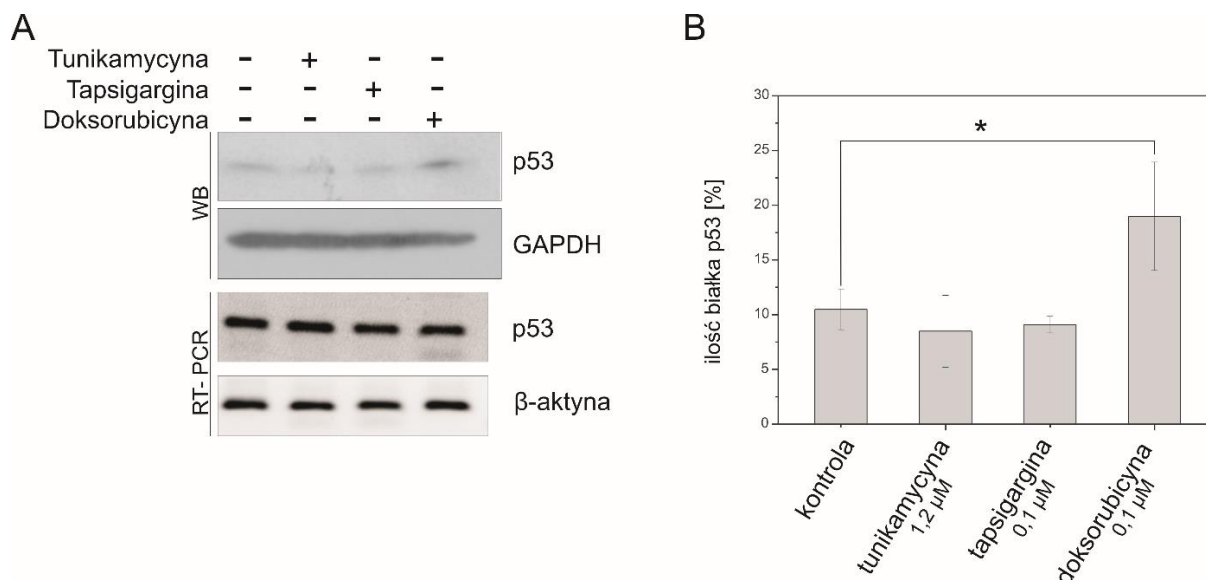 A
Tunikamycyna - + - -
Tapsigargina - - + -
Doksorubicyna - - - +
WB
p53
GAPDH
RT- PCR
p53
β-aktyna
B
ilość białka p53 [%]
30
25
20
15
10
5
0
*
kontrola
tunikamycyna
1,2 µM
tapsigargina
0,1 µM
doksorubicyna
0,1 µM